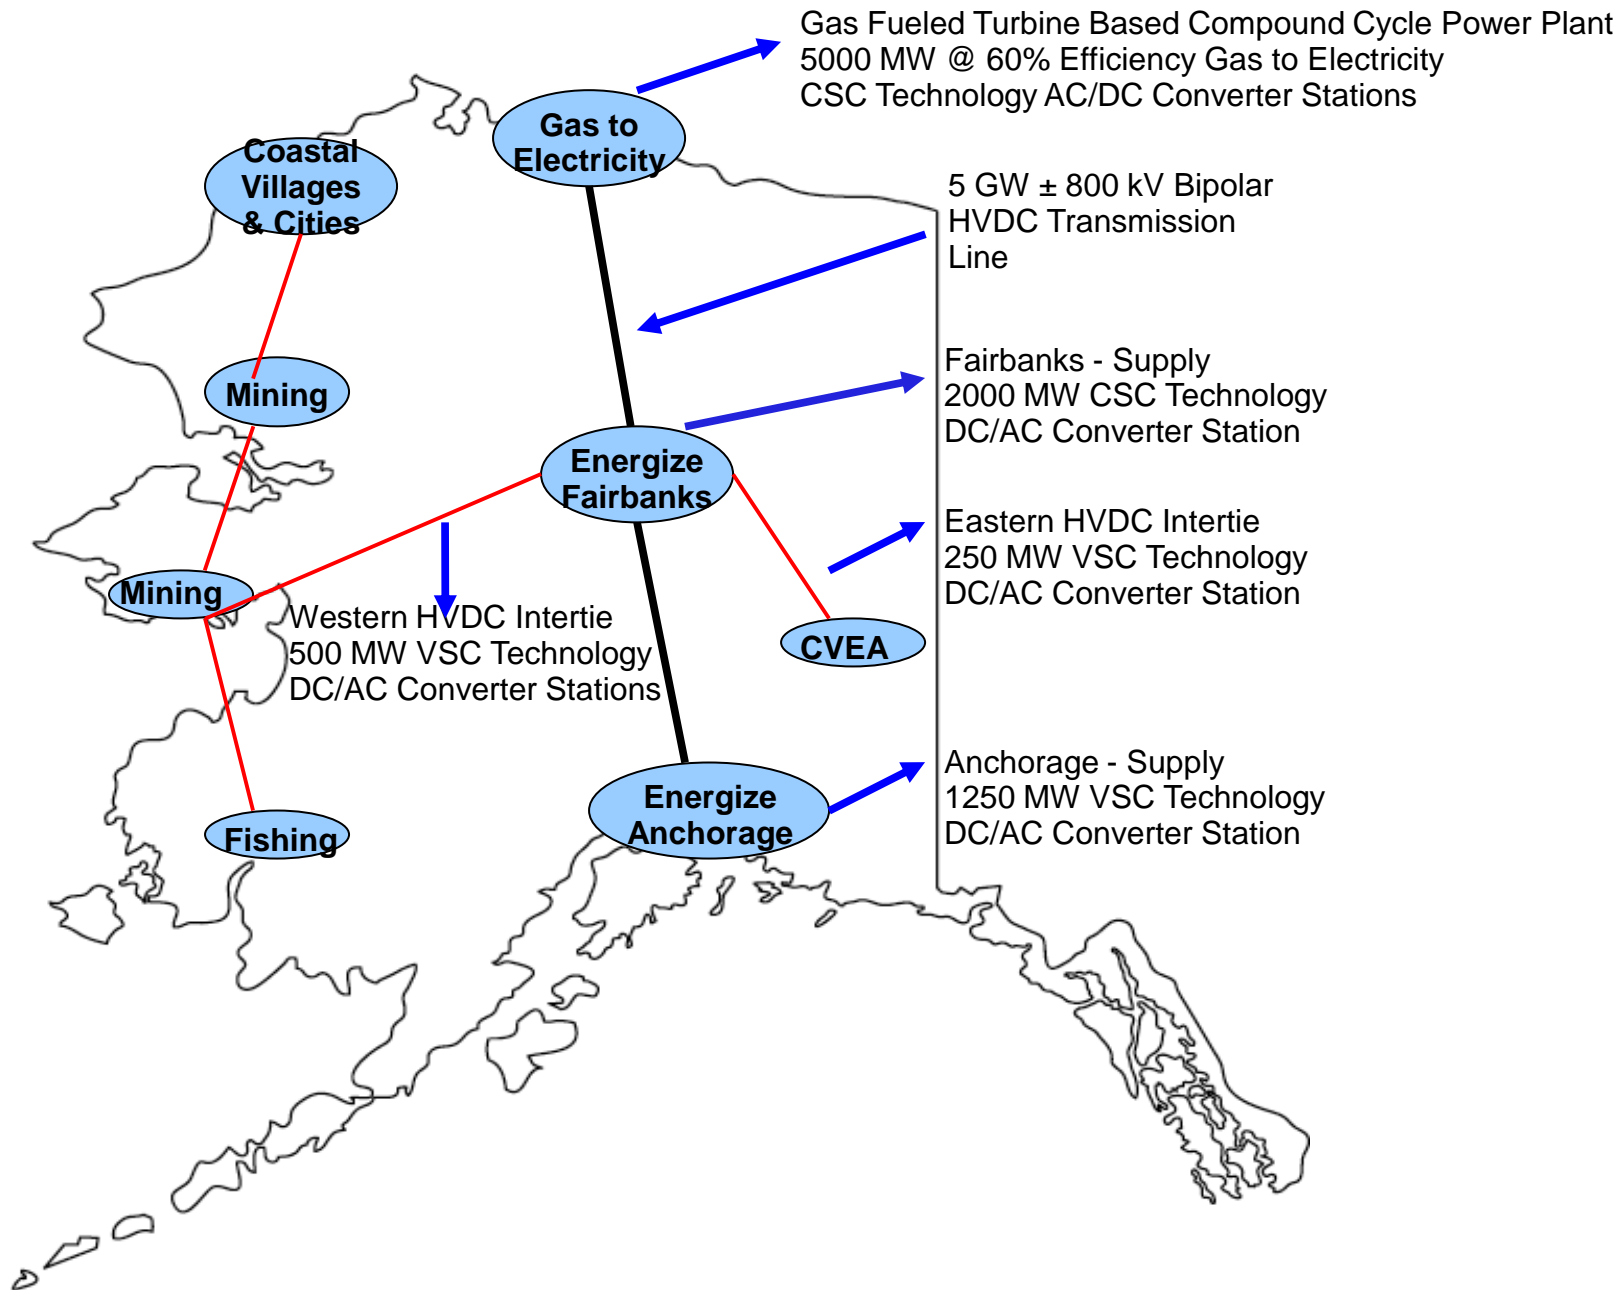 Gas Fueled Turbine Based Compound Cycle Power Plant
5000 MW @ 60% Efficiency Gas to Electricity
CSC Technology AC/DC Converter Stations
Gas to
Electricity
Coastal
Villages
& Cities
5 GW ± 800 kV Bipolar
HVDC Transmission
Line
Mining
Fairbanks - Supply
2000 MW CSC Technology
DC/AC Converter Station
Energize
Fairbanks
Eastern HVDC Intertie
250 MW VSC Technology
DC/AC Converter Station
Mining
Western HVDC Intertie
500 MW VSC Technology
DC/AC Converter Stations
CVEA
Anchorage - Supply
1250 MW VSC Technology
DC/AC Converter Station
Energize
Anchorage
Fishing